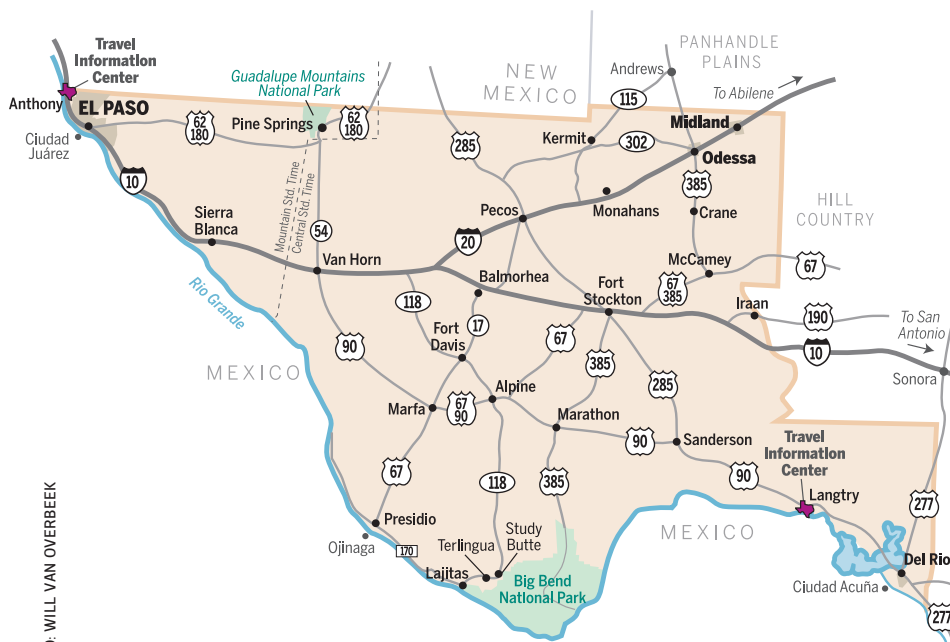 Travel
Information
Center
Anthony
EL PASO
Ciudad
Juárez
Guadalupe Mountains
National Park
Pine Springs
62
180
62
180
NEW
MEXICO
PANHANDLE
PLAINS
Andrews
To Abilene
115
Midland
Kermit
302
Odessa
285
385
10
Sierra
Blanca
Mountain Std. Time
Central Std. Time
54
Van Horn
Pecos
20
Monahans
Crane
HILL
COUNTRY
McCamey
67
Rio Grande
Balmorhea
118
17
Fort
Stockton
67
385
Iraan
190
To San
Antonio
10
Sonora
Fort
Davis
90
67
385
285
MEXICO
Marfa
67
90
Alpine
Marathon
90
Sanderson
Travel
Information
Center
90
Langtry
67
118
385
277
Presidio
Ojinaga
170
Terlingua
Study
Butte
Lajitas
Big Bend
National Park
MEXICO
Del Rio
Ciudad Acuña
277
: WILL VAN OVERBEEK